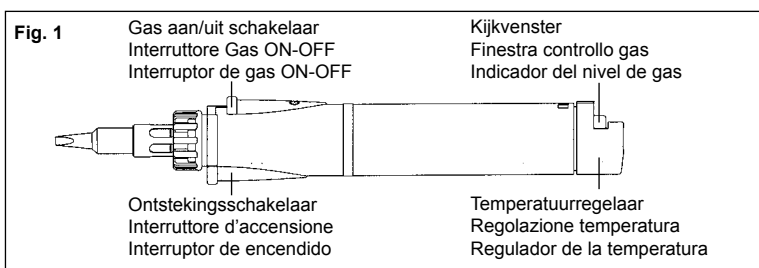 Fig. 1
Gas aan/uit schakelaar
Interruttore Gas ON-OFF
Interruptor de gas ON-OFF
Kijkvenster
Finestra controllo gas
Indicador del nivel de gas
Ontstekingsschakelaar
Interruttore d’accensione
Interruptor de encendido
Temperatuurregelaar
Regolazione temperatura
Regulador de la temperatura